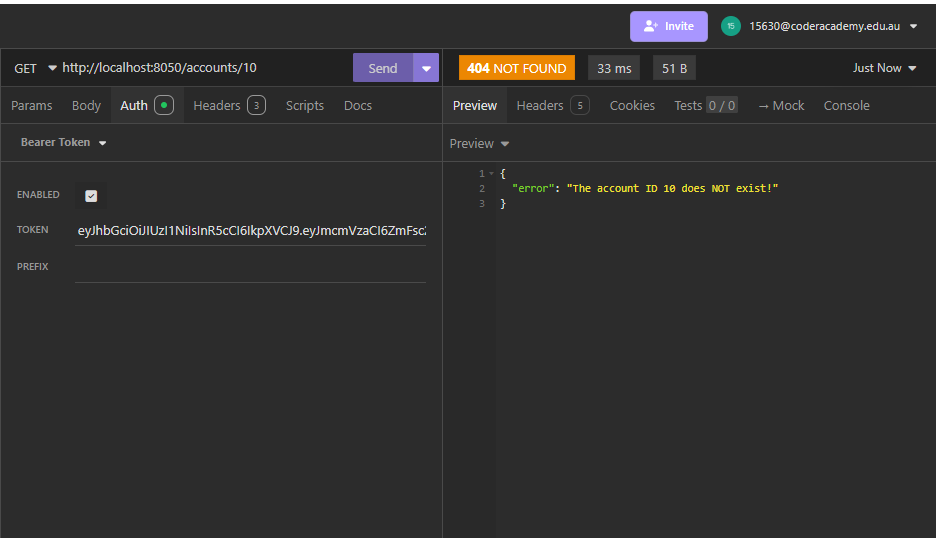 Invite
15
15630@coderacademy.edu.au
GET http://localhost:8050/accounts/10 Send
404 NOT FOUND 33 ms 51 B Just Now
Params Body Auth Headers 3 Scripts Docs
Preview Headers 5 Cookies Tests 0 / 0 → Mock Console
Bearer Token
Preview
ENABLED
TOKEN eyJhbGciOiJIUzI1NiIsInR5cCI6IkpXVCJ9.eyJmcmVzaCI6ZmFsc2
PREFIX
1 {
2 "error": "The account ID 10 does NOT exist!"
3 }